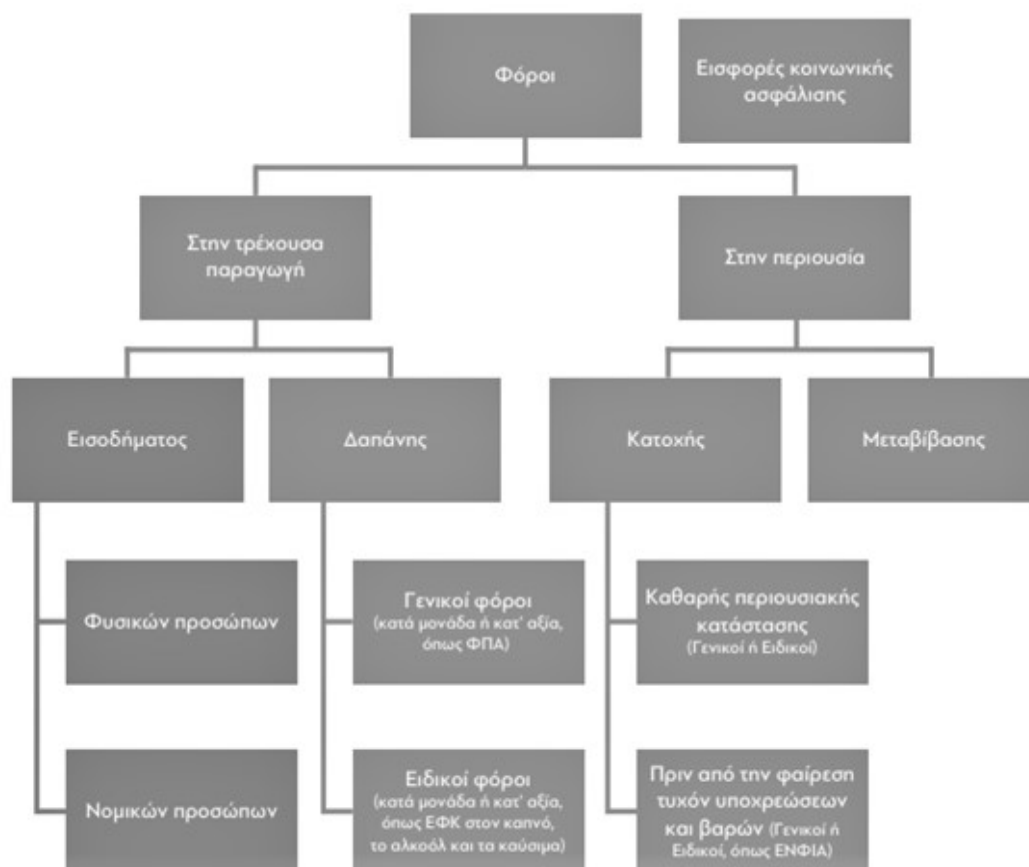 Φόροι
Εισφορές κοινωνικής
ασφάλισης
Στην τρέχουσα
παραγωγή
Στην περιουσία
Εισοδήματος
Δαπάνης
Κατοχής
Μεταβίβασης
Φυσικών προσώπων
Γενικοί φόροι
(κατά μονάδα ή κατ' αξία,
όπως ΦΠΑ)
Καθαρής περιουσιακής
κατάστασης
(Γενικοί ή Ειδικοί)
Νομικών προσώπων
Ειδικοί φόροι
(κατά μονάδα ή κατ' αξία,
όπως ΕΦΚ στον καπνό,
το αλκοόλ και τα καύσιμα)
Πριν από την φαίρεση
τυχόν υποχρεώσεων
και βαρών (Γενικοί ή
Ειδικοί, όπως ΕΝΦΙΑ)